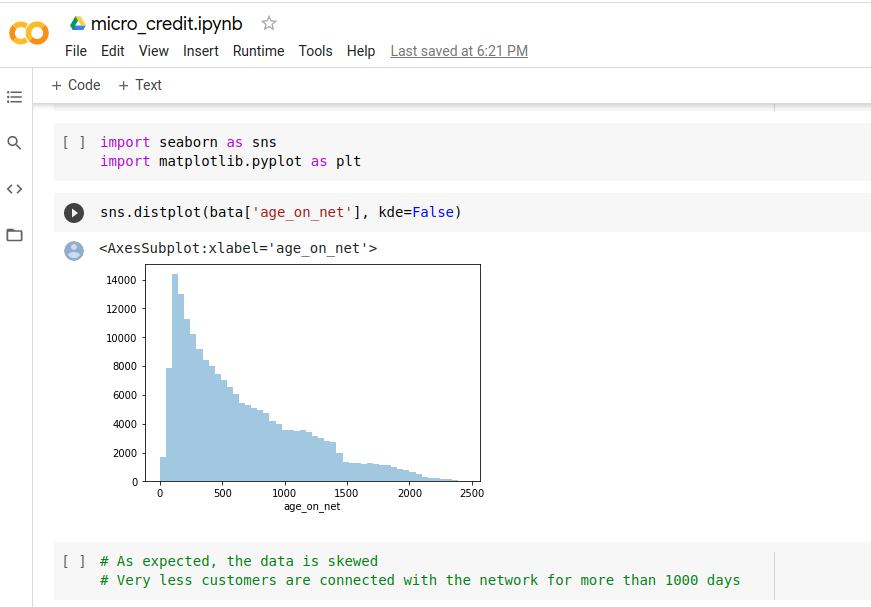 micro_credit.ipynb
File Edit View Insert Runtime Tools Help Last saved at 6:21 PM
+ Code + Text
[ ] import seaborn as sns
import matplotlib.pyplot as plt
sns.distplot(bata['age_on_net'], kde=False)
<AxesSubplot:xlabel='age_on_net'>
14000
12000
10000
8000
6000
4000
2000
0
0 500 1000 1500 2000 2500
age_on_net
[ ] # As expected, the data is skewed
# Very less customers are connected with the network for more than 1000 days